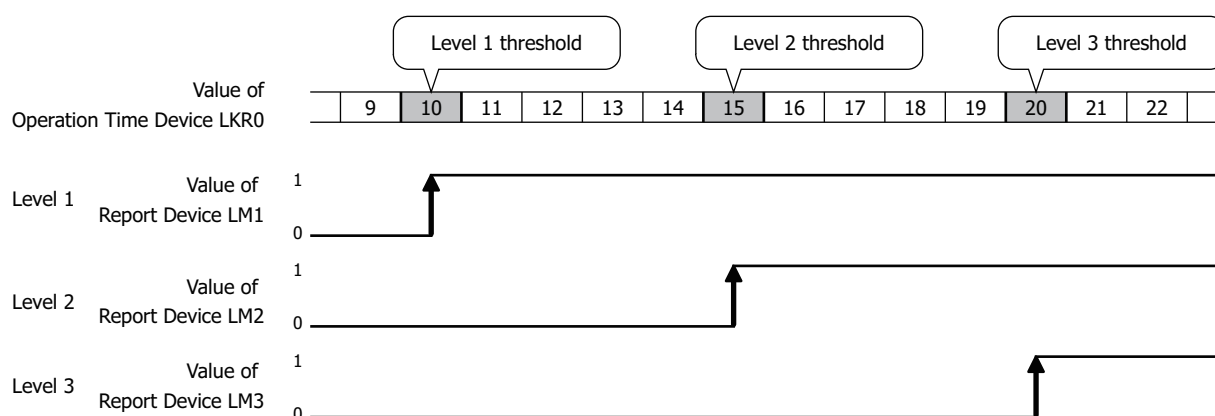 Level 1 threshold Level 2 threshold Level 3 threshold
Value of
Operation Time Device LKR0
9 10 11 12 13 14 15 16 17 18 19 20 21 22
Level 1
Value of
Report Device LM1
1
0
Level 2
Value of
Report Device LM2
1
0
Level 3
Value of
Report Device LM3
1
0